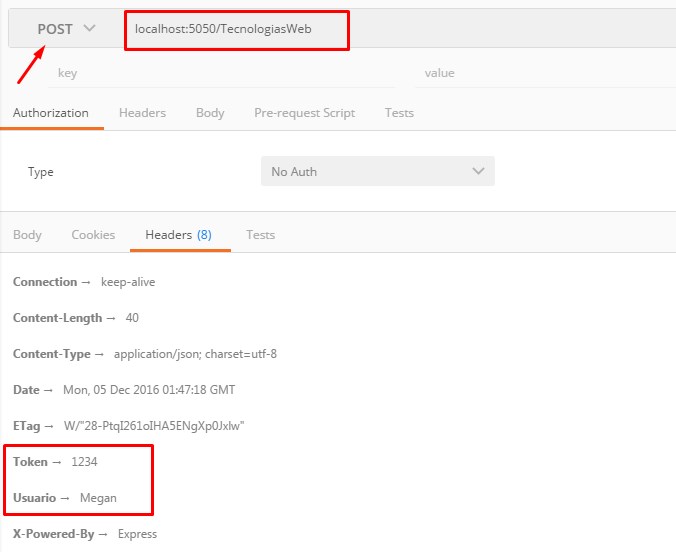 POST localhost:5050/TecnologiasWeb
key value
Authorization Headers Body Pre-request Script Tests
Type No Auth
Body Cookies Headers (8) Tests
Connection → keep-alive
Content-Length → 40
Content-Type → application/json; charset=utf-8
Date → Mon, 05 Dec 2016 01:47:18 GMT
ETag → W/"28-PtqI261oIHA5ENgXp0JxIw"
Token → 1234
Usuario → Megan
X-Powered-By → Express